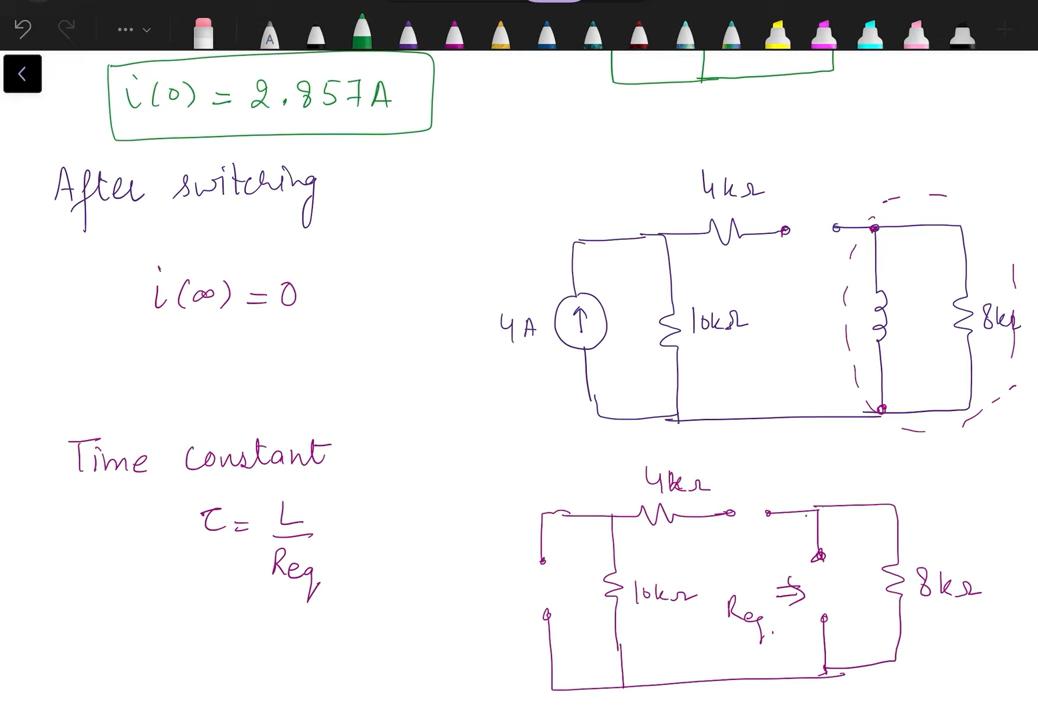 i(0) = 2.857A
After switching
4kΩ
i(∞) = 0
4A
10kΩ
8kΩ
Time constant
4kΩ
τ = L
Req
10kΩ
Req. ⇒
8kΩ